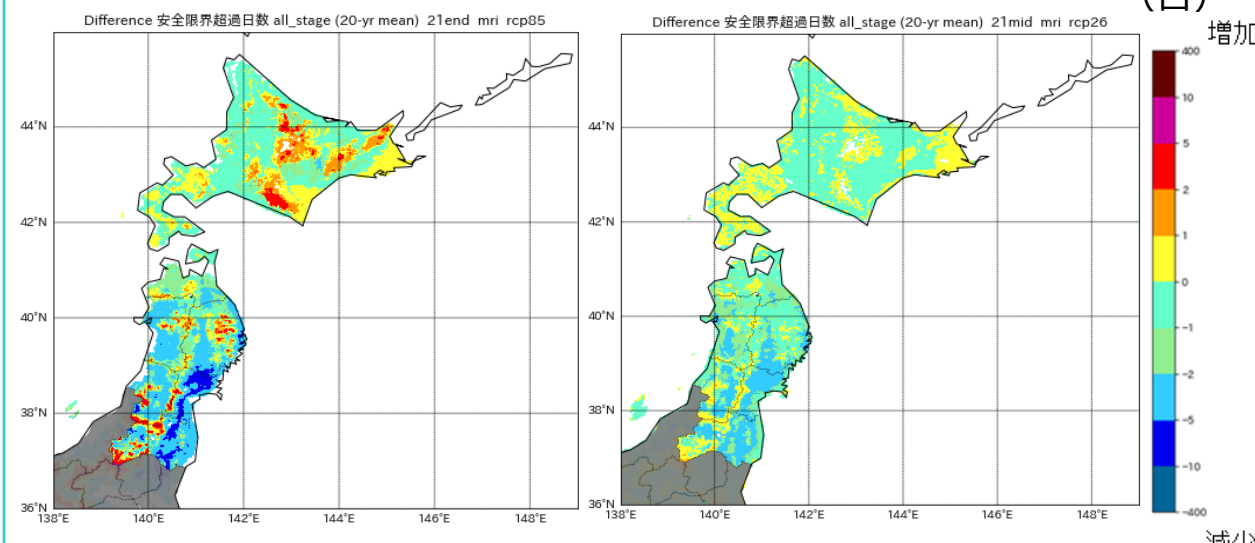 (日)
増加
Difference 安全限界超過日数 all_stage (20-yr mean) 21end mri rcp85
Difference 安全限界超過日数 all_stage (20-yr mean) 21mid mri rcp26
44°N
42°N
40°N
38°N
36°N
138°E 140°E 142°E 144°E 146°E 148°E
44°N
42°N
40°N
38°N
36°N
138°E 140°E 142°E 144°E 146°E 148°E
400
10
5
2
1
0
−1
−2
−5
−10
−400
減少